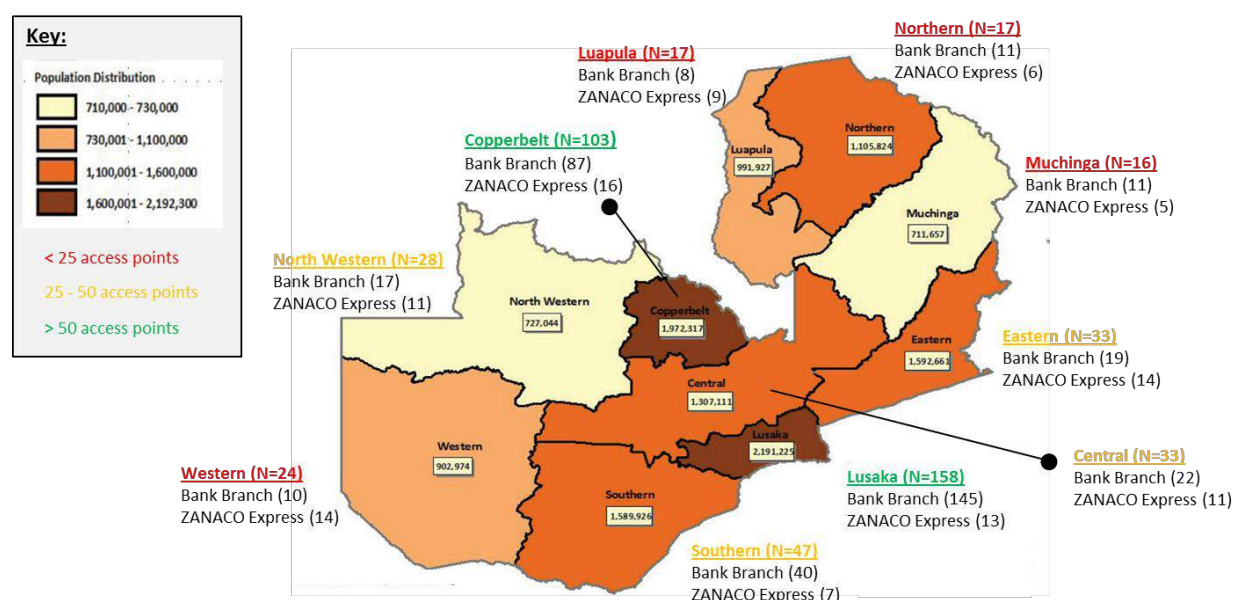 Key:
Population Distribution
710,000 - 730,000
730,001 - 1,100,000
1,100,001 - 1,600,000
1,600,001 - 2,192,300
< 25 access points
25 - 50 access points
> 50 access points
Northern (N=17)
Bank Branch (11)
ZANACO Express (6)
Luapula (N=17)
Bank Branch (8)
ZANACO Express (9)
Copperbelt (N=103)
Bank Branch (87)
ZANACO Express (16)
Muchinga (N=16)
Bank Branch (11)
ZANACO Express (5)
North Western (N=28)
Bank Branch (17)
ZANACO Express (11)
Eastern (N=33)
Bank Branch (19)
ZANACO Express (14)
Western (N=24)
Bank Branch (10)
ZANACO Express (14)
Lusaka (N=158)
Bank Branch (145)
ZANACO Express (13)
Central (N=33)
Bank Branch (22)
ZANACO Express (11)
Southern (N=47)
Bank Branch (40)
ZANACO Express (7)
Northern
1,105,824
Luapula
991,927
Muchinga
711,657
North Western
727,044
Copperbelt
1,972,317
Eastern
1,592,661
Central
1,307,111
Lusaka
2,191,225
Western
902,974
Southern
1,589,926